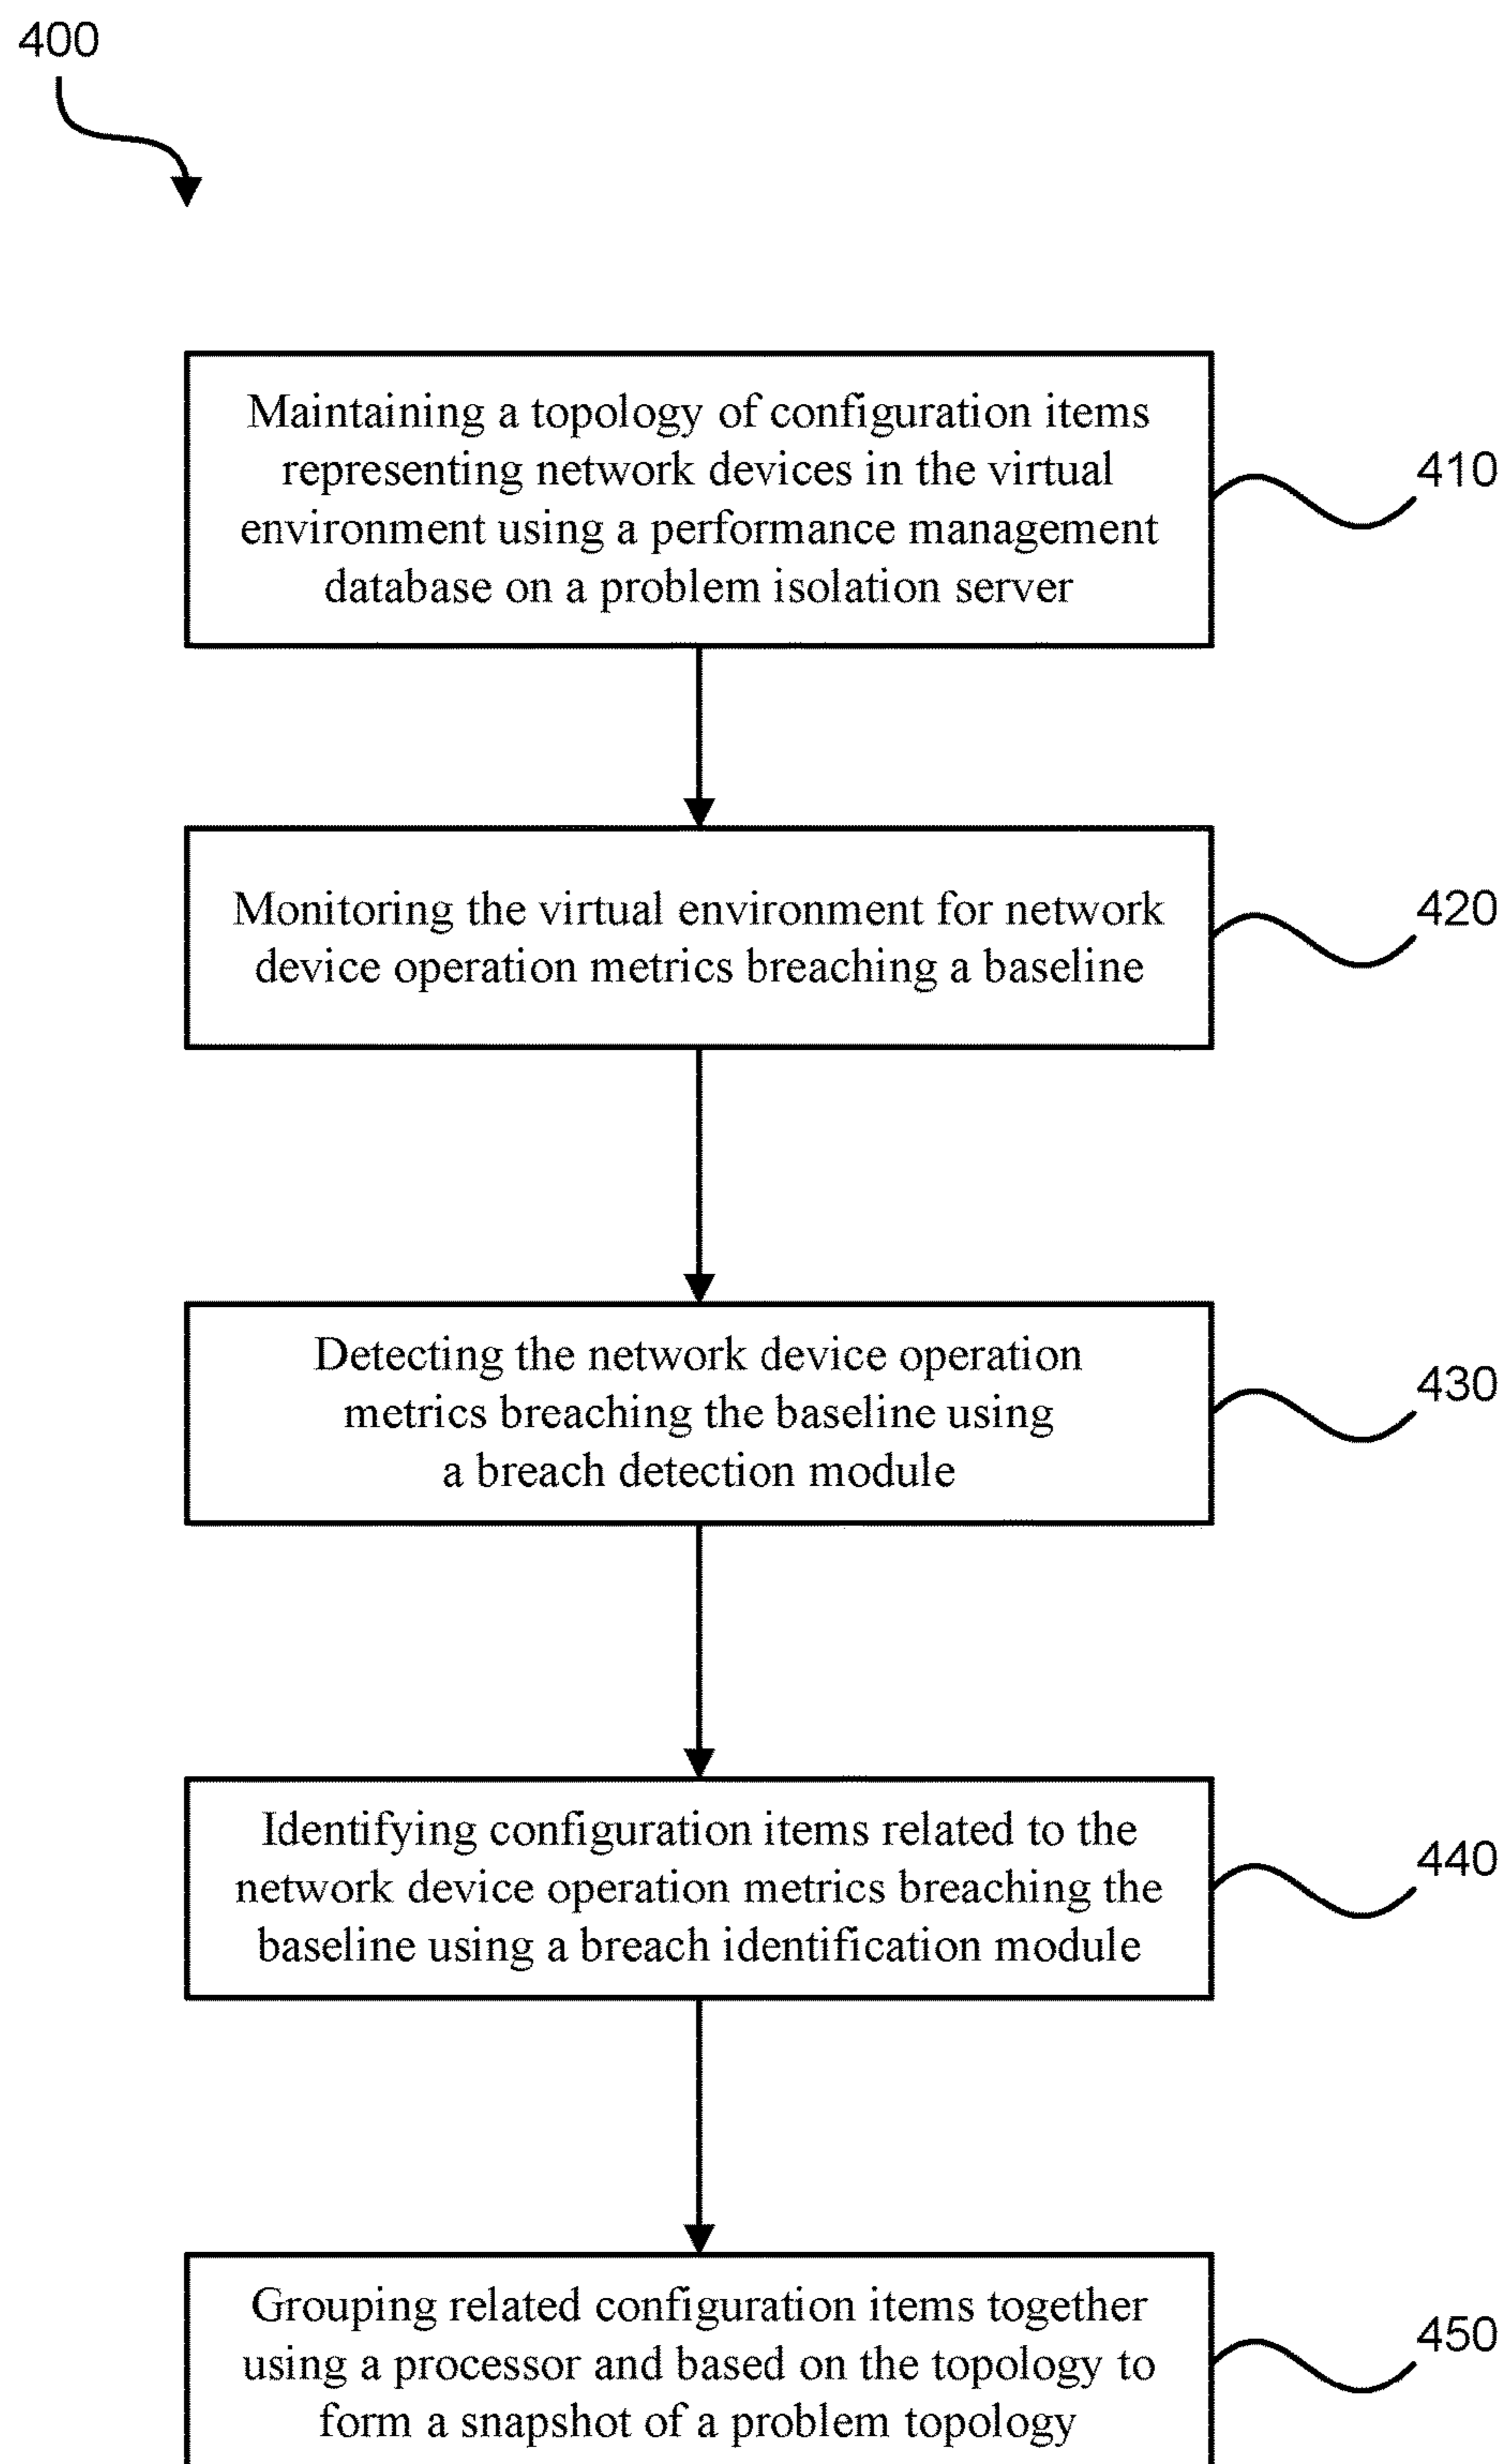 400
Maintaining a topology of configuration items
representing network devices in the virtual
environment using a performance management
database on a problem isolation server
410
Monitoring the virtual environment for network
device operation metrics breaching a baseline
420
Detecting the network device operation
metrics breaching the baseline using
a breach detection module
430
Identifying configuration items related to the
network device operation metrics breaching the
baseline using a breach identification module
440
Grouping related configuration items together
using a processor and based on the topology to
form a snapshot of a problem topology
450